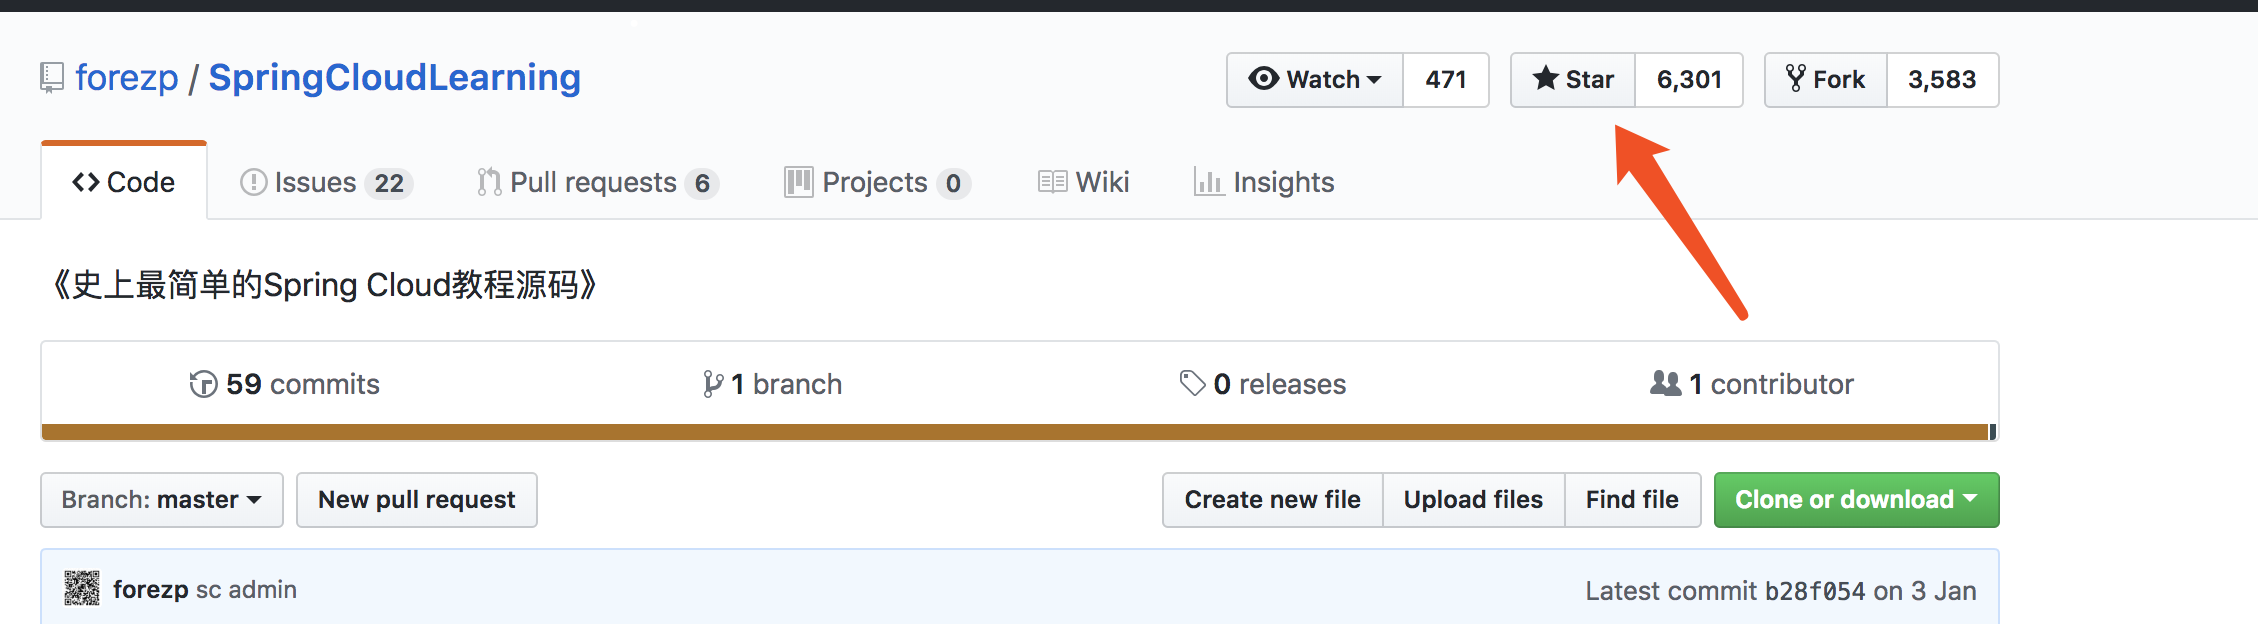 forezp / SpringCloudLearning
Watch 471 Star 6,301 Fork 3,583
Code Issues 22 Pull requests 6 Projects 0 Wiki Insights
《史上最简单的Spring Cloud教程源码》
59 commits 1 branch 0 releases 1 contributor
Branch: master New pull request Create new file Upload files Find file Clone or download
forezp sc admin Latest commit b28f054 on 3 Jan